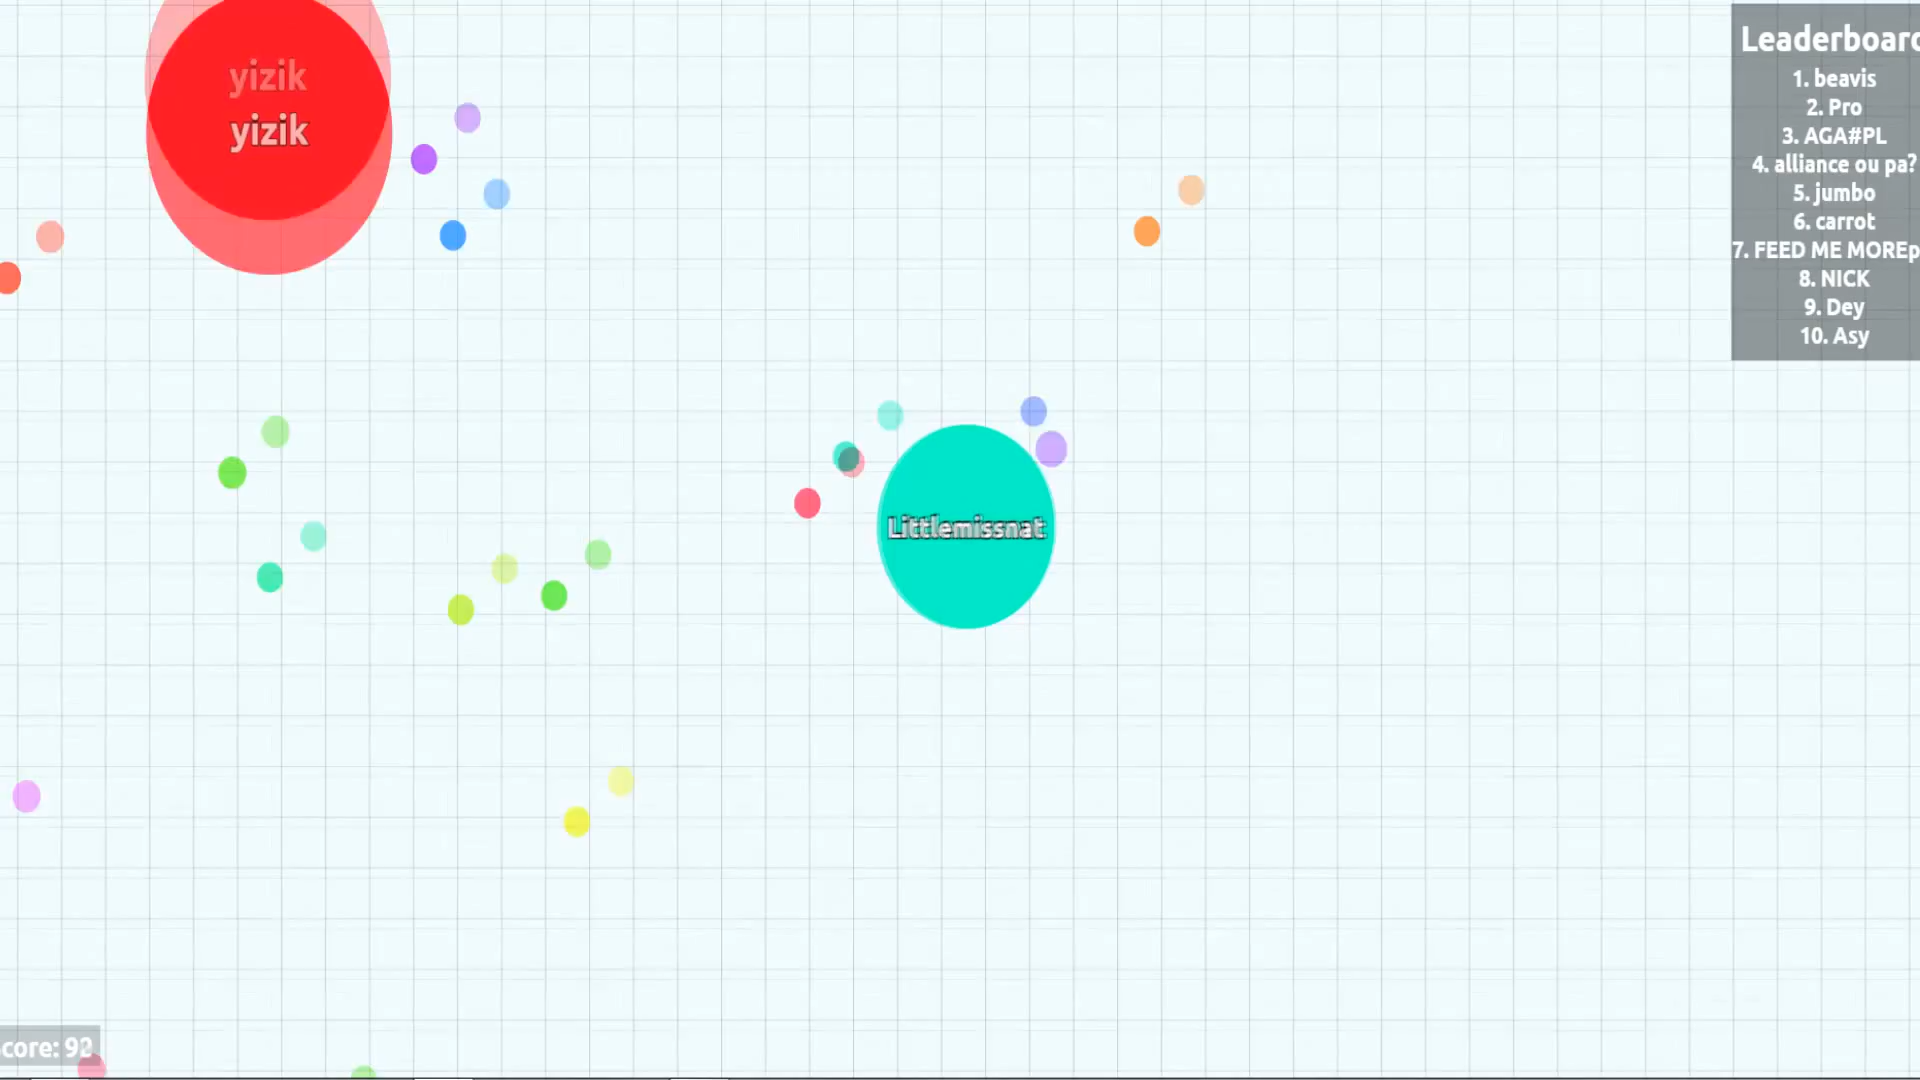 yizik
yizik
Littlemissnat
Leaderboard
1. beavis
2. Pro
3. AGA#PL
4. alliance ou pa?
5. jumbo
6. carrot
7. FEED ME MOREp
8. NICK
9. Dey
10. Asy
core: 92